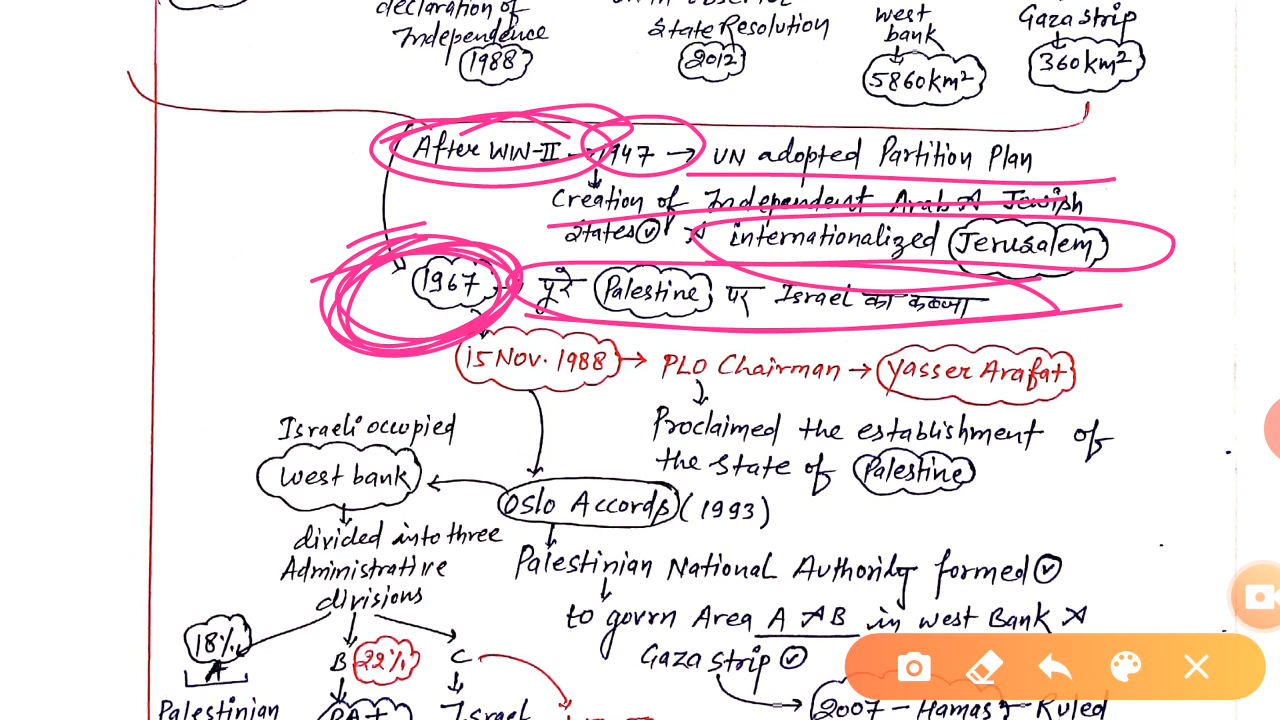 declaration of
Independence
1988
State Resolution
2012
west
bank
5860km²
Gaza strip
360km²
After WW-II - 1947 → UN adopted Partition Plan
Creation of Independent Arab & Jewish
States & internationalized Jerusalem
1967 → पूरे Palestine पर Israel का कब्जा
15 Nov. 1988 → PLO Chairman → Yasser Arafat
Proclaimed the establishment of
the State of Palestine
Israeli occupied
West bank
Oslo Accords (1993)
divided into three
Administrative
divisions
Palestinian National Authority formed
to govrn Area A & B in west Bank &
Gaza strip
18% A
B 22%
C
Palestinian
PA+
Israel
2007 - Hamas - Ruled